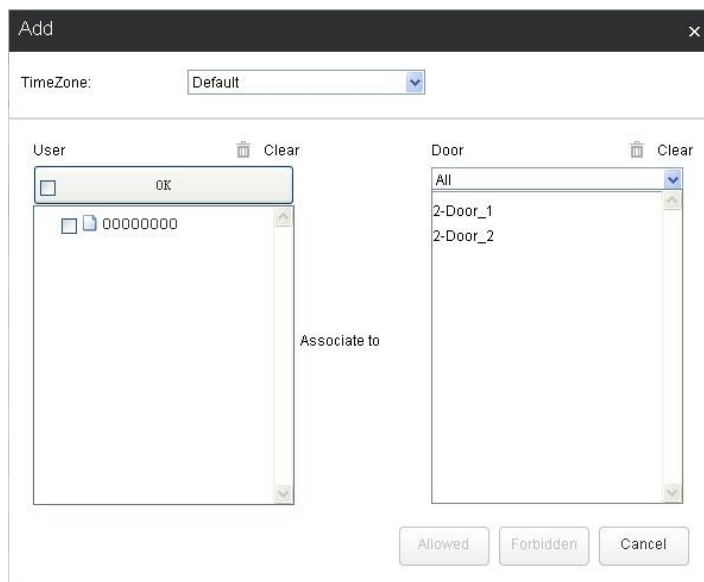 Add
TimeZone: Default
User Clear Door Clear
OK All
00000000 2-Door_1
2-Door_2
Associate to
Allowed Forbidden Cancel